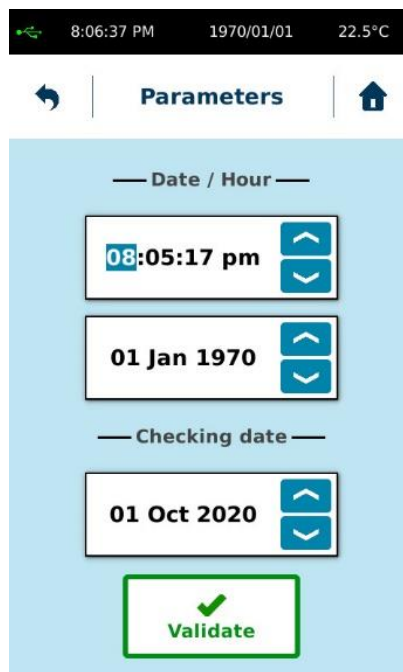 8:06:37 PM 1970/01/01 22.5°C
Parameters
Date / Hour
08:05:17 pm
01 Jan 1970
Checking date
01 Oct 2020
Validate